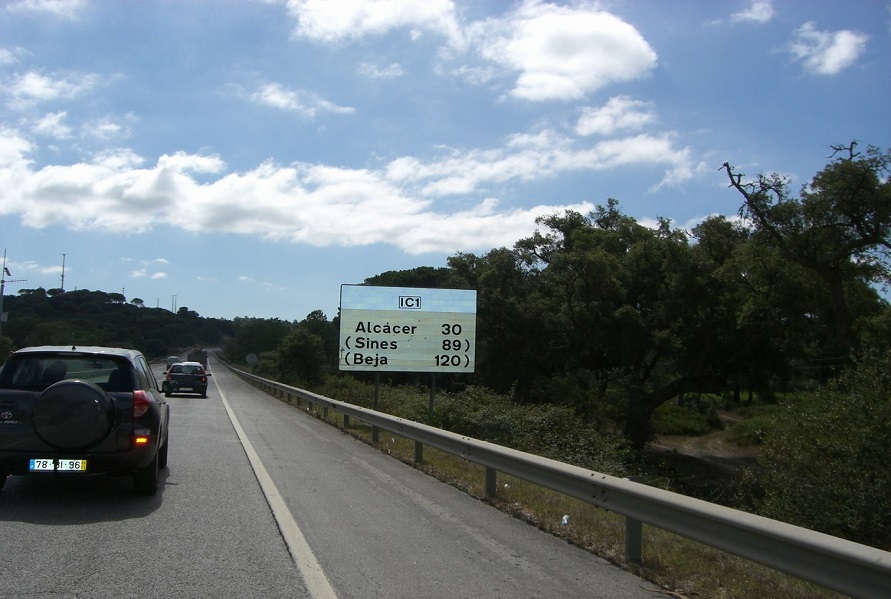 IC1
Alcácer 30
(Sines 89)
(Beja 120)